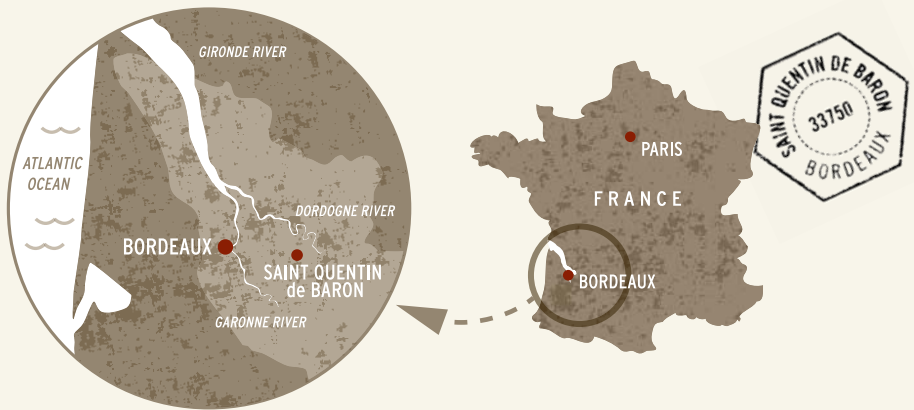 GIRONDE RIVER
ATLANTIC
OCEAN
DORDOGNE RIVER
BORDEAUX
SAINT QUENTIN
de BARON
GARONNE RIVER
PARIS
FRANCE
BORDEAUX
SAINT QUENTIN DE BARON
33750
BORDEAUX